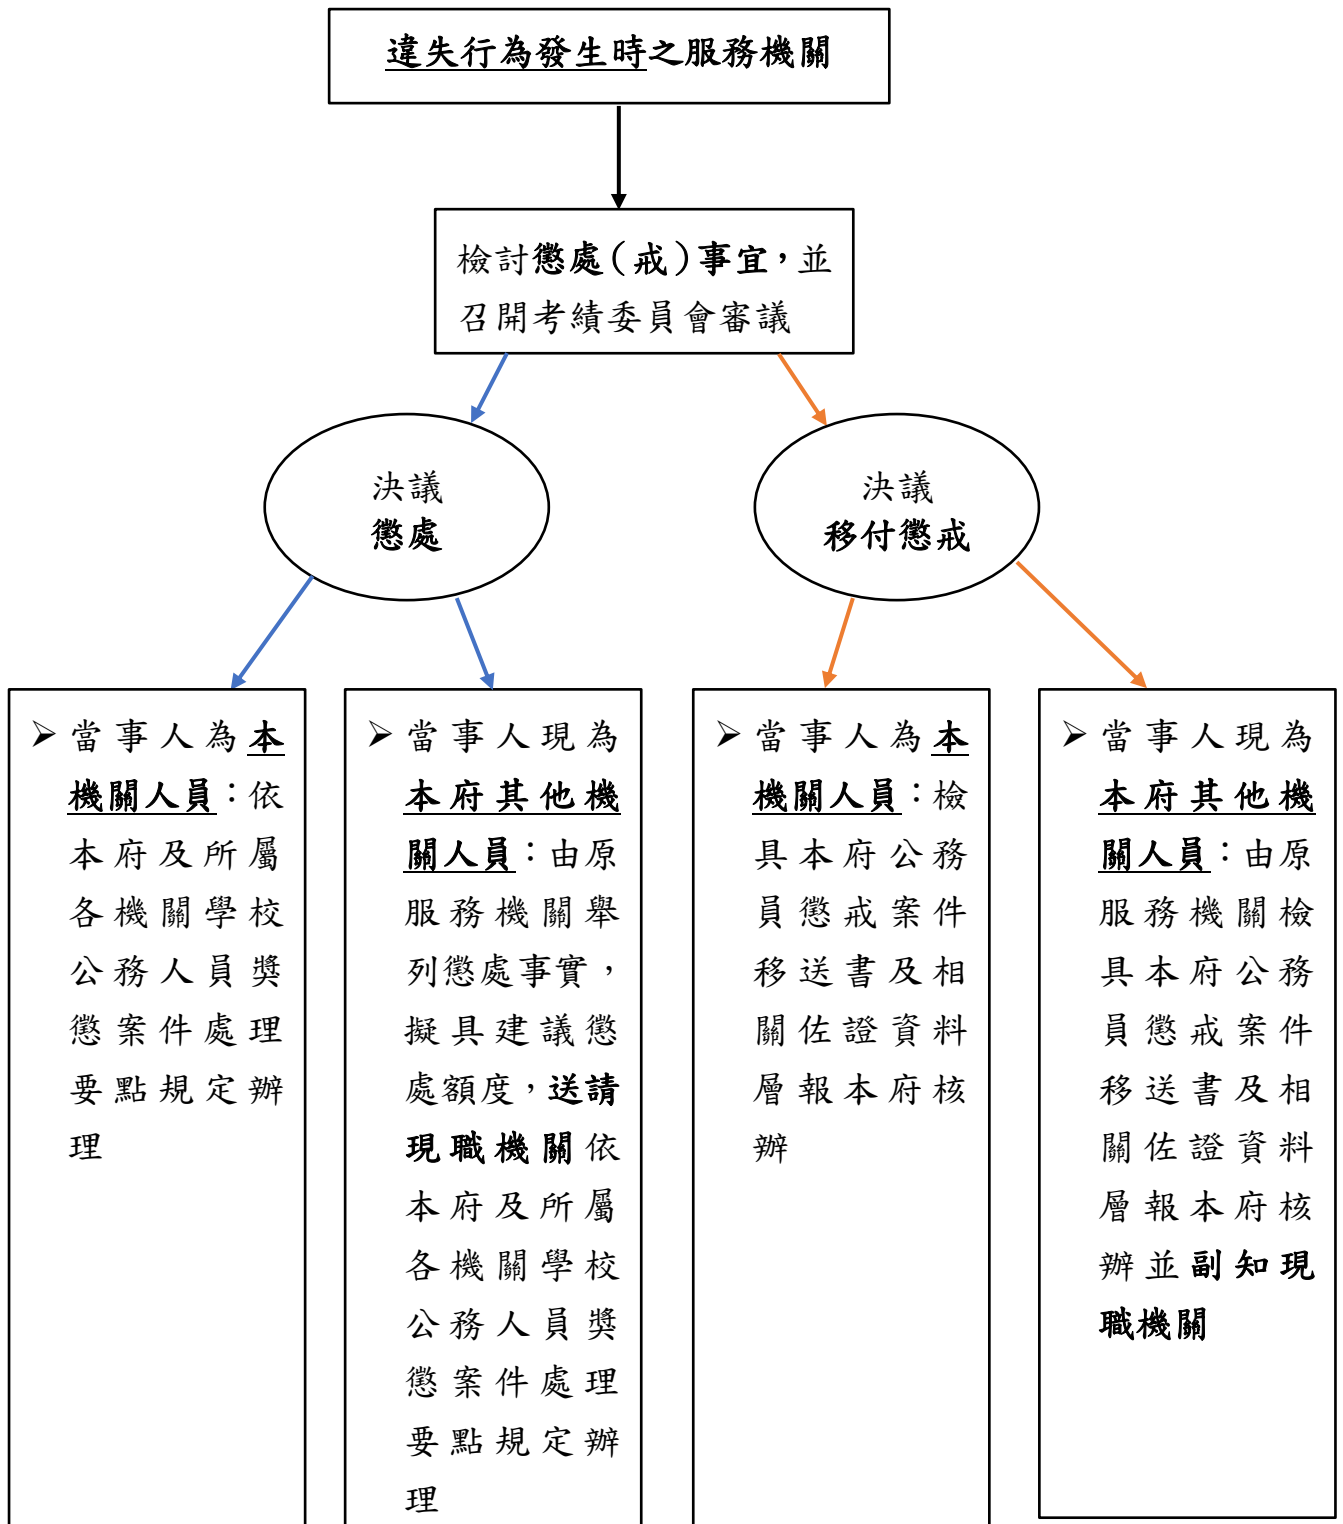 違失行為發生時之服務機關
檢討懲處(戒)事宜，並
召開考績委員會審議
決議
懲處
決議
移付懲戒
➢ 當事人為本
機關人員：依
本府及所屬
各機關學校
公務人員獎
懲案件處理
要點規定辦
理
➢ 當事人現為
本府其他機
關人員：由原
服務機關舉
列懲處事實，
擬具建議懲
處額度，送請
現職機關依
本府及所屬
各機關學校
公務人員獎
懲案件處理
要點規定辦
理
➢ 當事人為本
機關人員：檢
具本府公務
員懲戒案件
移送書及相
關佐證資料
層報本府核
辦
➢ 當事人現為
本府其他機
關人員：由原
服務機關檢
具本府公務
員懲戒案件
移送書及相
關佐證資料
層報本府核
辦並副知現
職機關